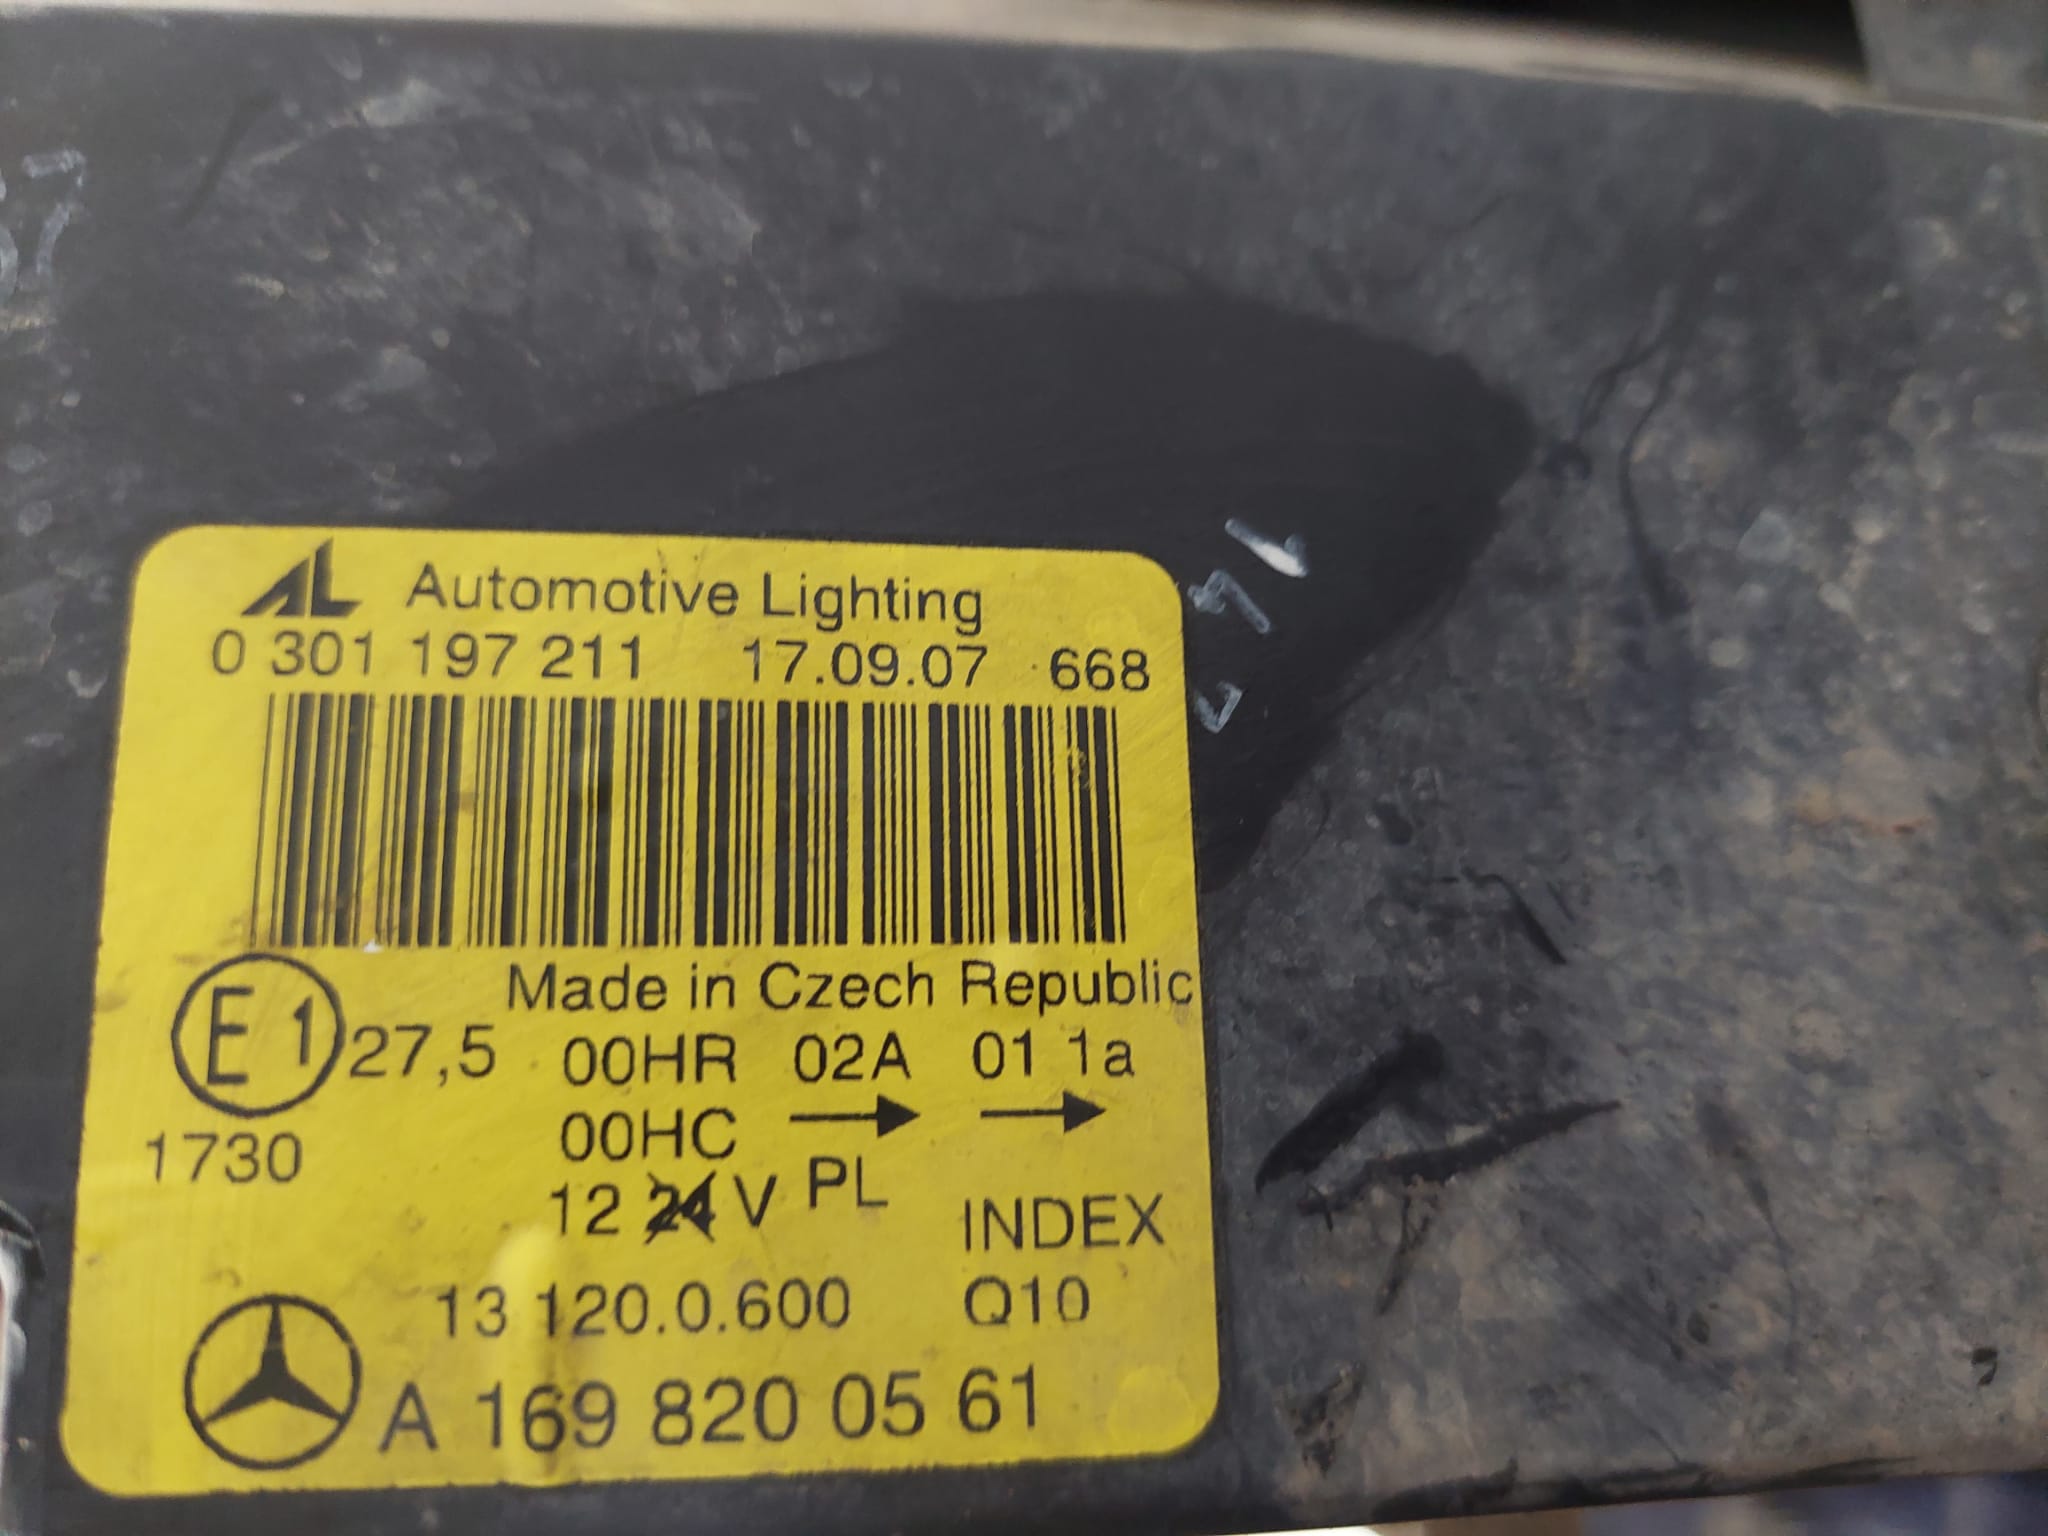 AL Automotive Lighting
0 301 197 211 17.09.07 668
Made in Czech Republic
E1 27,5 00HR 02A 01 1a
1730 00HC → →
12 24 V PL INDEX
13 120.0.600 Q10
A 169 820 05 61